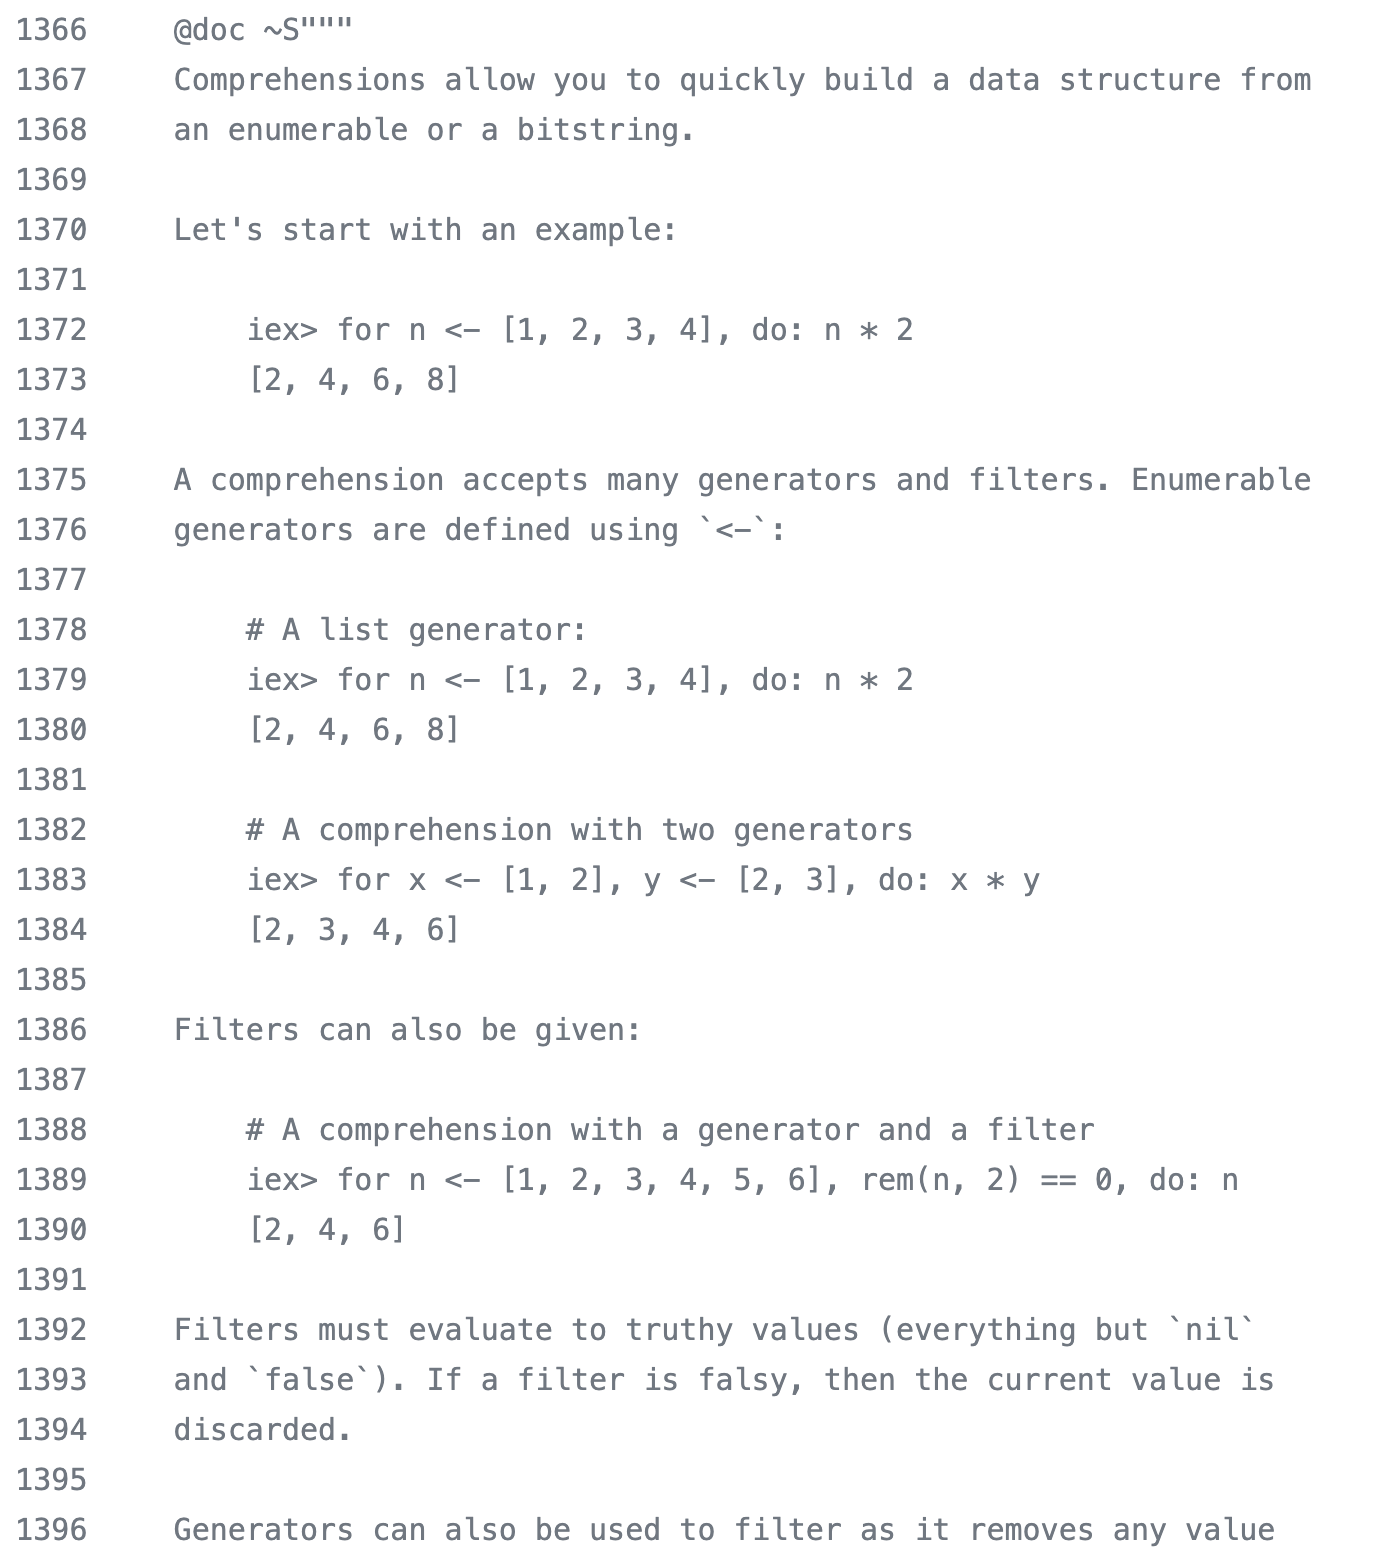 1366 @doc ~S"""
1367 Comprehensions allow you to quickly build a data structure from
1368 an enumerable or a bitstring.
1369
1370 Let's start with an example:
1371
1372 iex> for n <- [1, 2, 3, 4], do: n * 2
1373 [2, 4, 6, 8]
1374
1375 A comprehension accepts many generators and filters. Enumerable
1376 generators are defined using `<-`:
1377
1378 # A list generator:
1379 iex> for n <- [1, 2, 3, 4], do: n * 2
1380 [2, 4, 6, 8]
1381
1382 # A comprehension with two generators
1383 iex> for x <- [1, 2], y <- [2, 3], do: x * y
1384 [2, 3, 4, 6]
1385
1386 Filters can also be given:
1387
1388 # A comprehension with a generator and a filter
1389 iex> for n <- [1, 2, 3, 4, 5, 6], rem(n, 2) == 0, do: n
1390 [2, 4, 6]
1391
1392 Filters must evaluate to truthy values (everything but `nil`
1393 and `false`). If a filter is falsy, then the current value is
1394 discarded.
1395
1396 Generators can also be used to filter as it removes any value